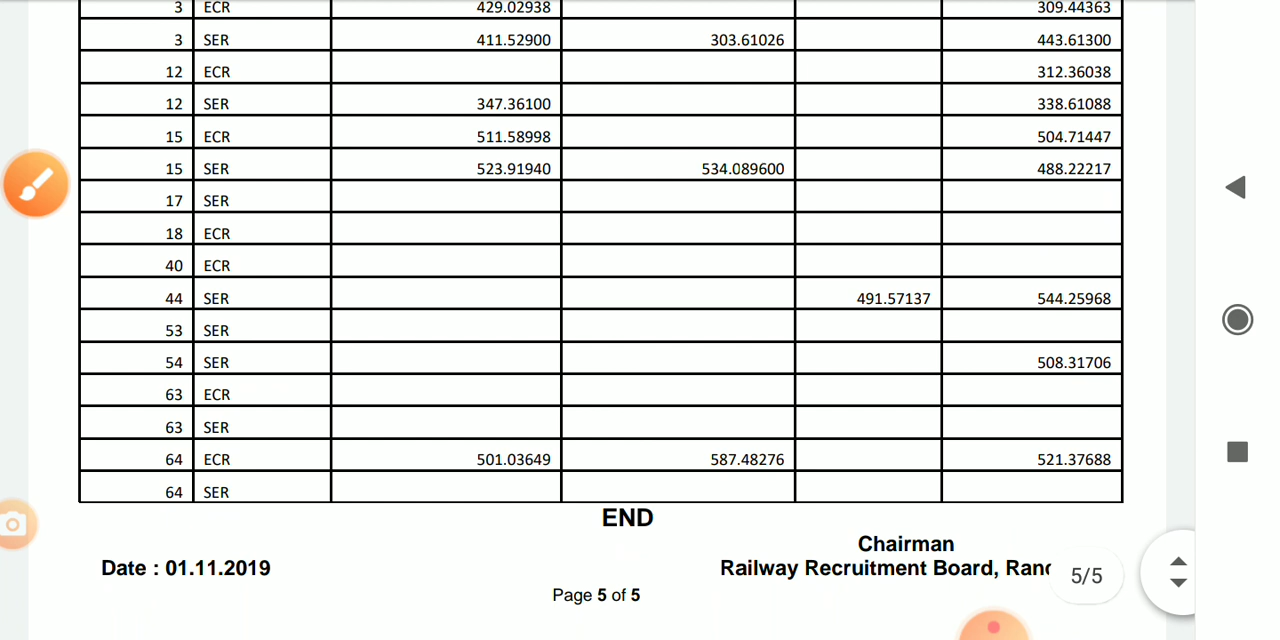 3 ECR 429.02938 309.44363
3 SER 411.52900 303.61026 443.61300
12 ECR 312.36038
12 SER 347.36100 338.61088
15 ECR 511.58998 504.71447
15 SER 523.91940 534.089600 488.22217
17 SER
18 ECR
40 ECR
44 SER 491.57137 544.25968
53 SER
54 SER 508.31706
63 ECR
63 SER
64 ECR 501.03649 587.48276 521.37688
64 SER
END
Chairman
Date : 01.11.2019 Railway Recruitment Board, Ranc
5/5
Page 5 of 5